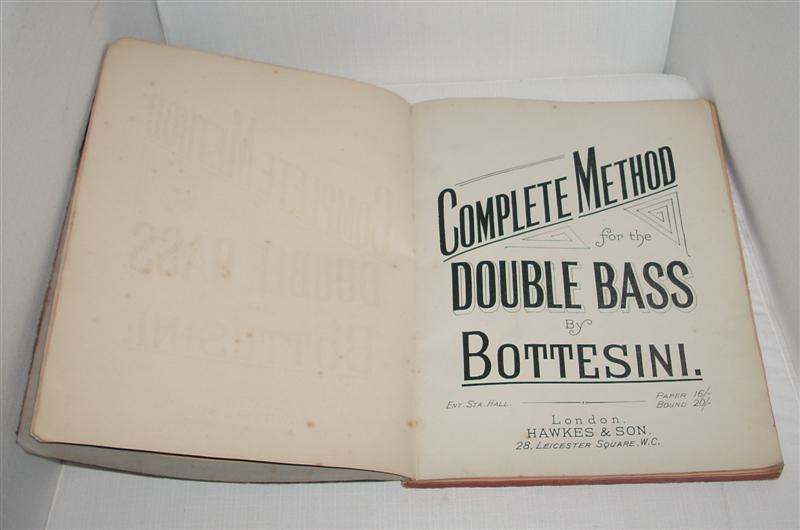 COMPLETE METHOD
for the
DOUBLE BASS
By
BOTTESINI.
ENT. STA. HALL.
PAPER 16/-
BOUND 20/-
London.
HAWKES & SON.
28, LEICESTER SQUARE, W.C.